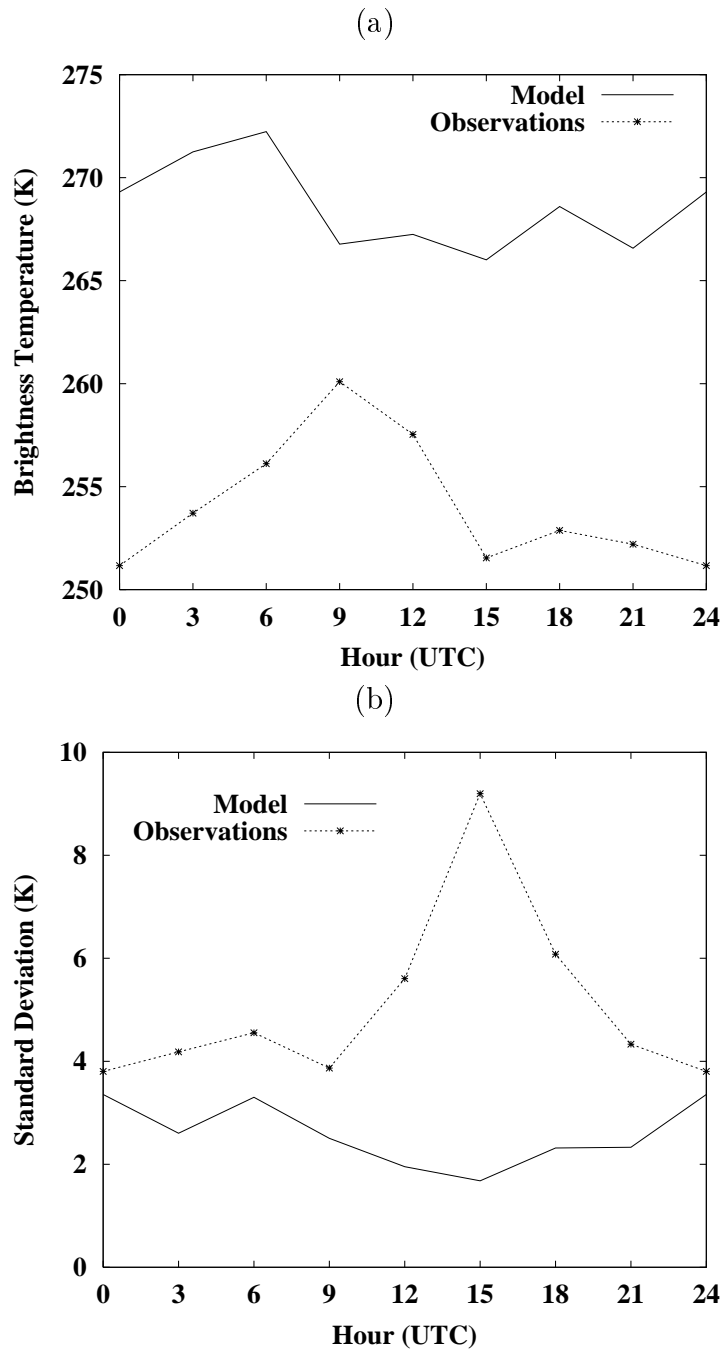 (a)
275
270
265
260
255
250
Brightness Temperature (K)
Model
Observations
0 3 6 9 12 15 18 21 24
Hour (UTC)
(b)
10
8
6
4
2
0
Standard Deviation (K)
Model
Observations
0 3 6 9 12 15 18 21 24
Hour (UTC)